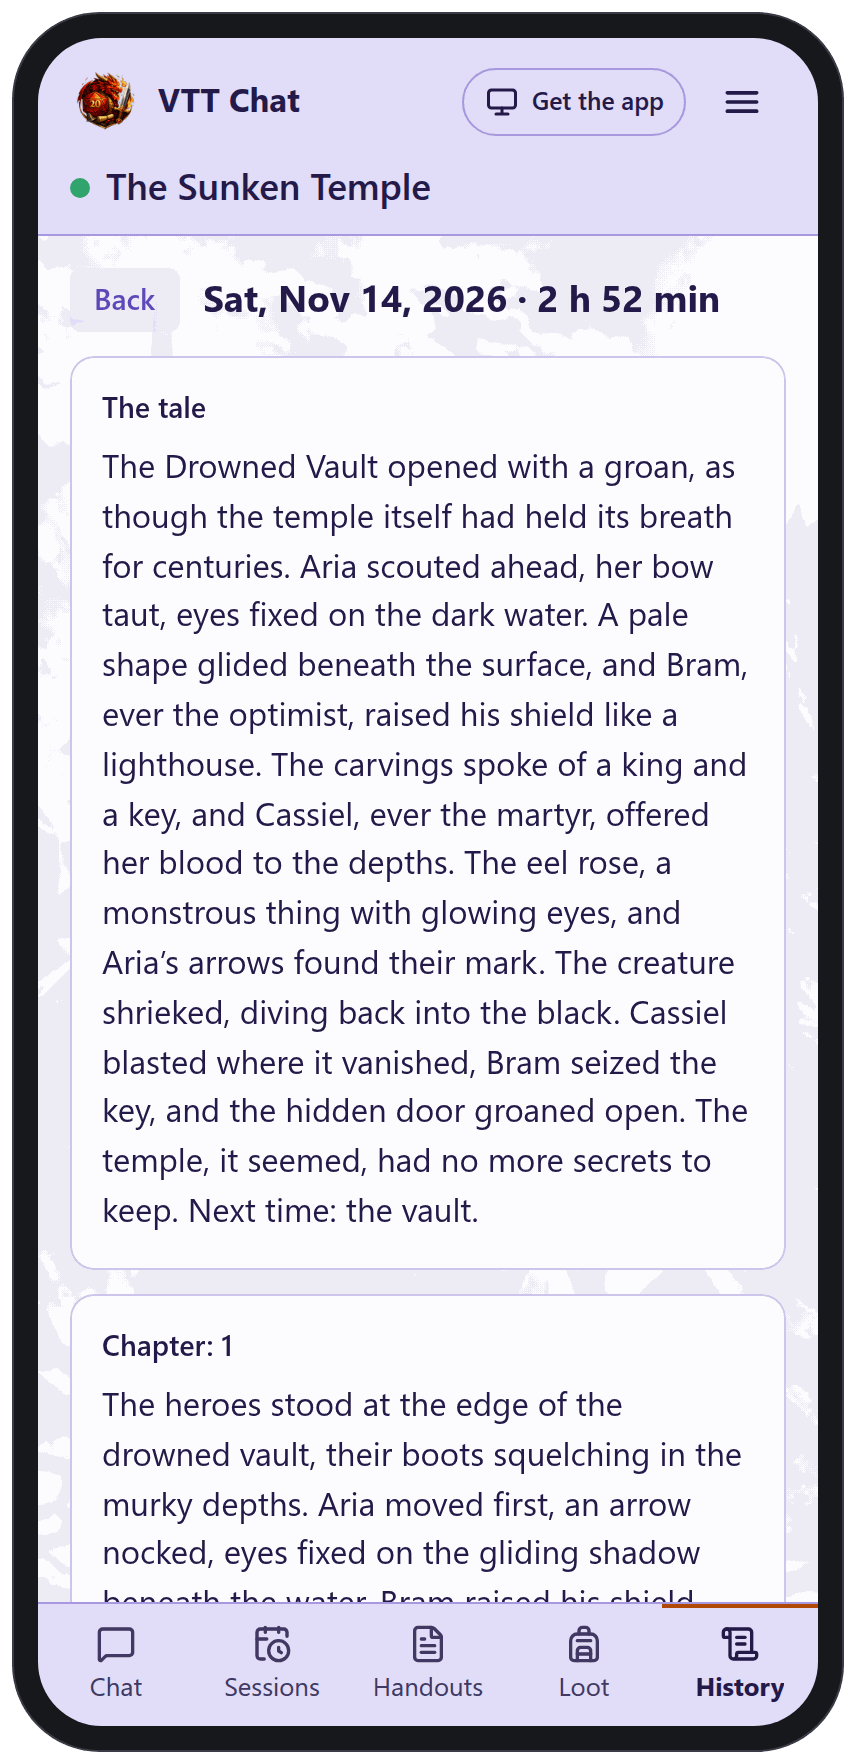 VTT Chat
Get the app
The Sunken Temple
Back
Sat, Nov 14, 2026 · 2 h 52 min
The tale
The Drowned Vault opened with a groan, as
though the temple itself had held its breath
for centuries. Aria scouted ahead, her bow
taut, eyes fixed on the dark water. A pale
shape glided beneath the surface, and Bram,
ever the optimist, raised his shield like a
lighthouse. The carvings spoke of a king and
a key, and Cassiel, ever the martyr, offered
her blood to the depths. The eel rose, a
monstrous thing with glowing eyes, and
Aria’s arrows found their mark. The creature
shrieked, diving back into the black. Cassiel
blasted where it vanished, Bram seized the
key, and the hidden door groaned open. The
temple, it seemed, had no more secrets to
keep. Next time: the vault.
Chapter: 1
The heroes stood at the edge of the
drowned vault, their boots squelching in the
murky depths. Aria moved first, an arrow
nocked, eyes fixed on the gliding shadow
beneath the water. Bram raised his shield
Chat
Sessions
Handouts
Loot
History